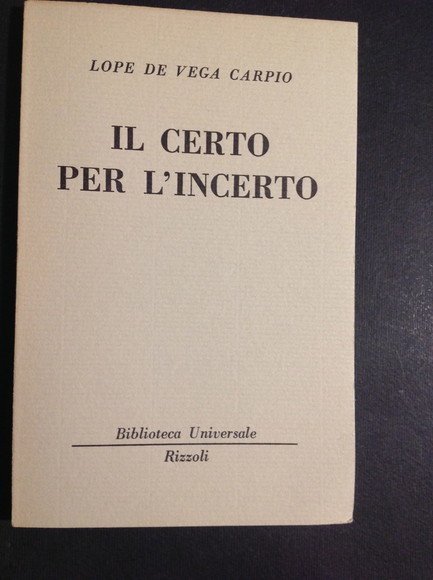 LOPE DE VEGA CARPIO
IL CERTO
PER L'INCERTO
Biblioteca Universale
Rizzoli